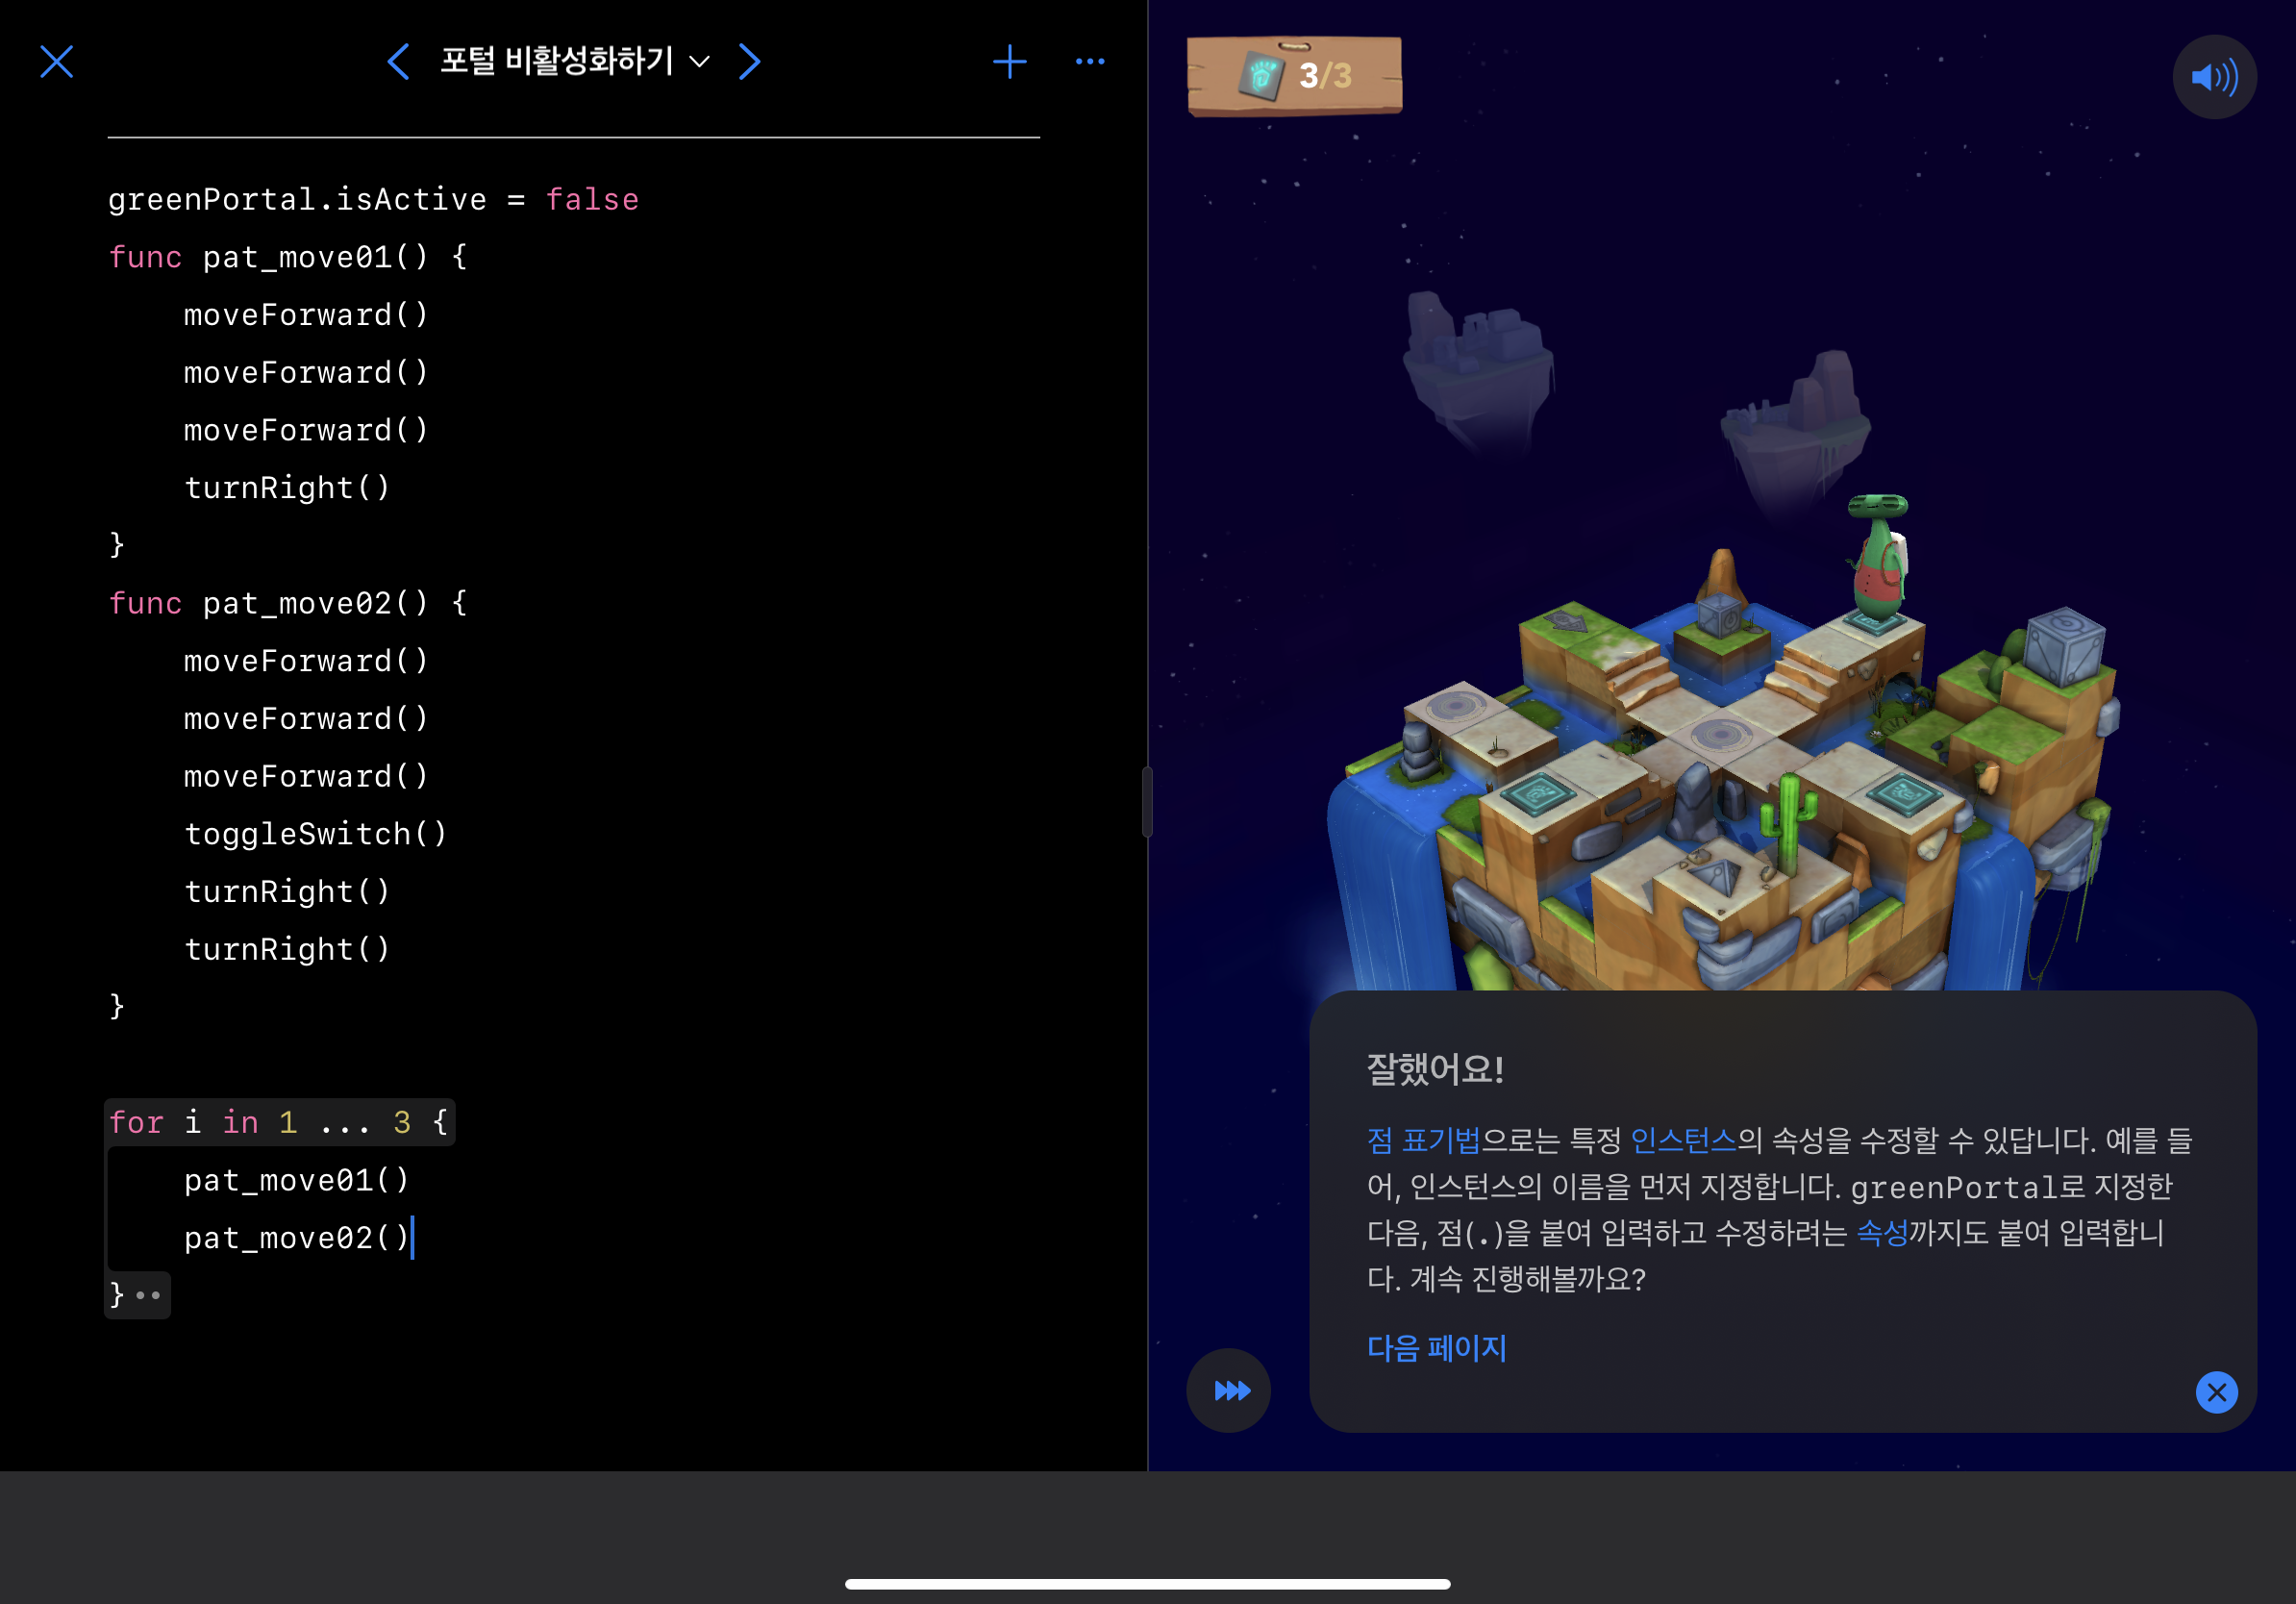 포털 비활성화하기
greenPortal.isActive = false
func pat_move01() {
moveForward()
moveForward()
moveForward()
turnRight()
}
func pat_move02() {
moveForward()
moveForward()
moveForward()
toggleSwitch()
turnRight()
turnRight()
}
for i in 1 ... 3 {
pat_move01()
pat_move02()
}
3/3
잘했어요!
점 표기법으로는 특정 인스턴스의 속성을 수정할 수 있답니다. 예를 들
어, 인스턴스의 이름을 먼저 지정합니다. greenPortal로 지정한
다음, 점(.)을 붙여 입력하고 수정하려는 속성까지도 붙여 입력합니
다. 계속 진행해볼까요?
다음 페이지